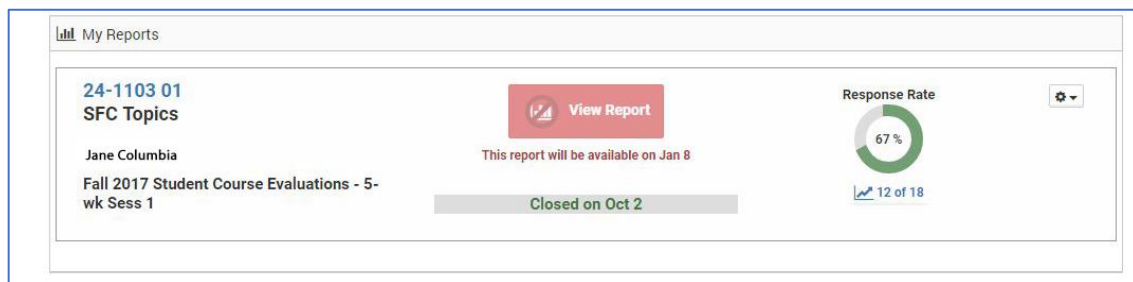 My Reports
24-1103 01
SFC Topics
Jane Columbia
Fall 2017 Student Course Evaluations - 5-
wk Sess 1
View Report
This report will be available on Jan 8
Closed on Oct 2
Response Rate
67 %
12 of 18